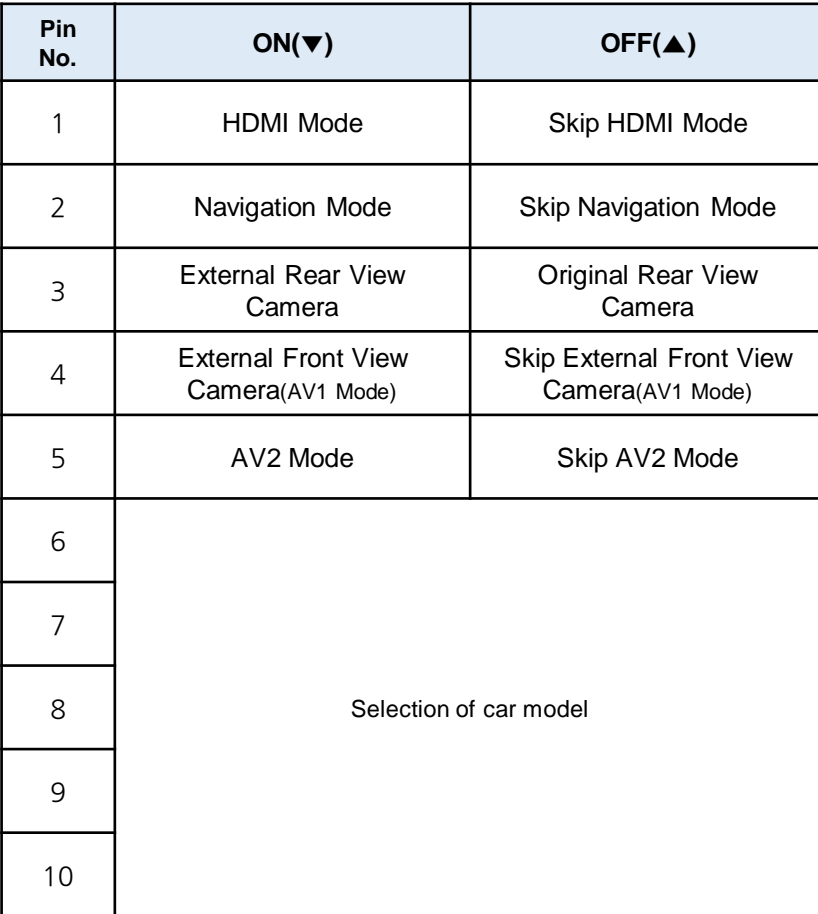 Pin
No.
ON(▼)
OFF(▲)
1
HDMI Mode
Skip HDMI Mode
2
Navigation Mode
Skip Navigation Mode
3
External Rear View
Camera
Original Rear View
Camera
4
External Front View
Camera(AV1 Mode)
Skip External Front View
Camera(AV1 Mode)
5
AV2 Mode
Skip AV2 Mode
6
7
8
Selection of car model
9
10